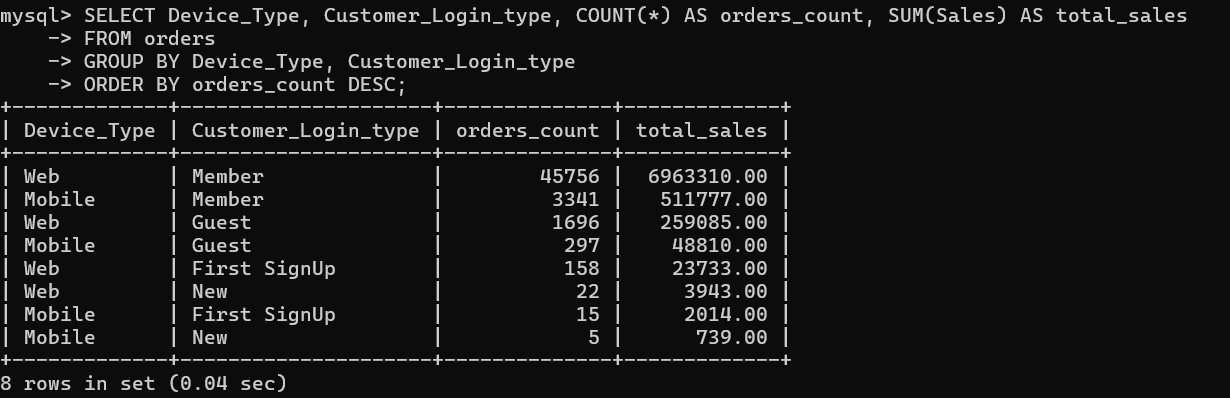 mysql> SELECT Device_Type, Customer_Login_type, COUNT(*) AS orders_count, SUM(Sales) AS total_sales
    -> FROM orders
    -> GROUP BY Device_Type, Customer_Login_type
    -> ORDER BY orders_count DESC;
+-------------+---------------------+--------------+-------------+
| Device_Type | Customer_Login_type | orders_count | total_sales |
+-------------+---------------------+--------------+-------------+
| Web         | Member              |        45756 |  6963310.00 |
| Mobile      | Member              |         3341 |   511777.00 |
| Web         | Guest               |         1696 |   259085.00 |
| Mobile      | Guest               |          297 |    48810.00 |
| Web         | First SignUp        |          158 |    23733.00 |
| Web         | New                 |           22 |     3943.00 |
| Mobile      | First SignUp        |           15 |     2014.00 |
| Mobile      | New                 |            5 |      739.00 |
+-------------+---------------------+--------------+-------------+
8 rows in set (0.04 sec)